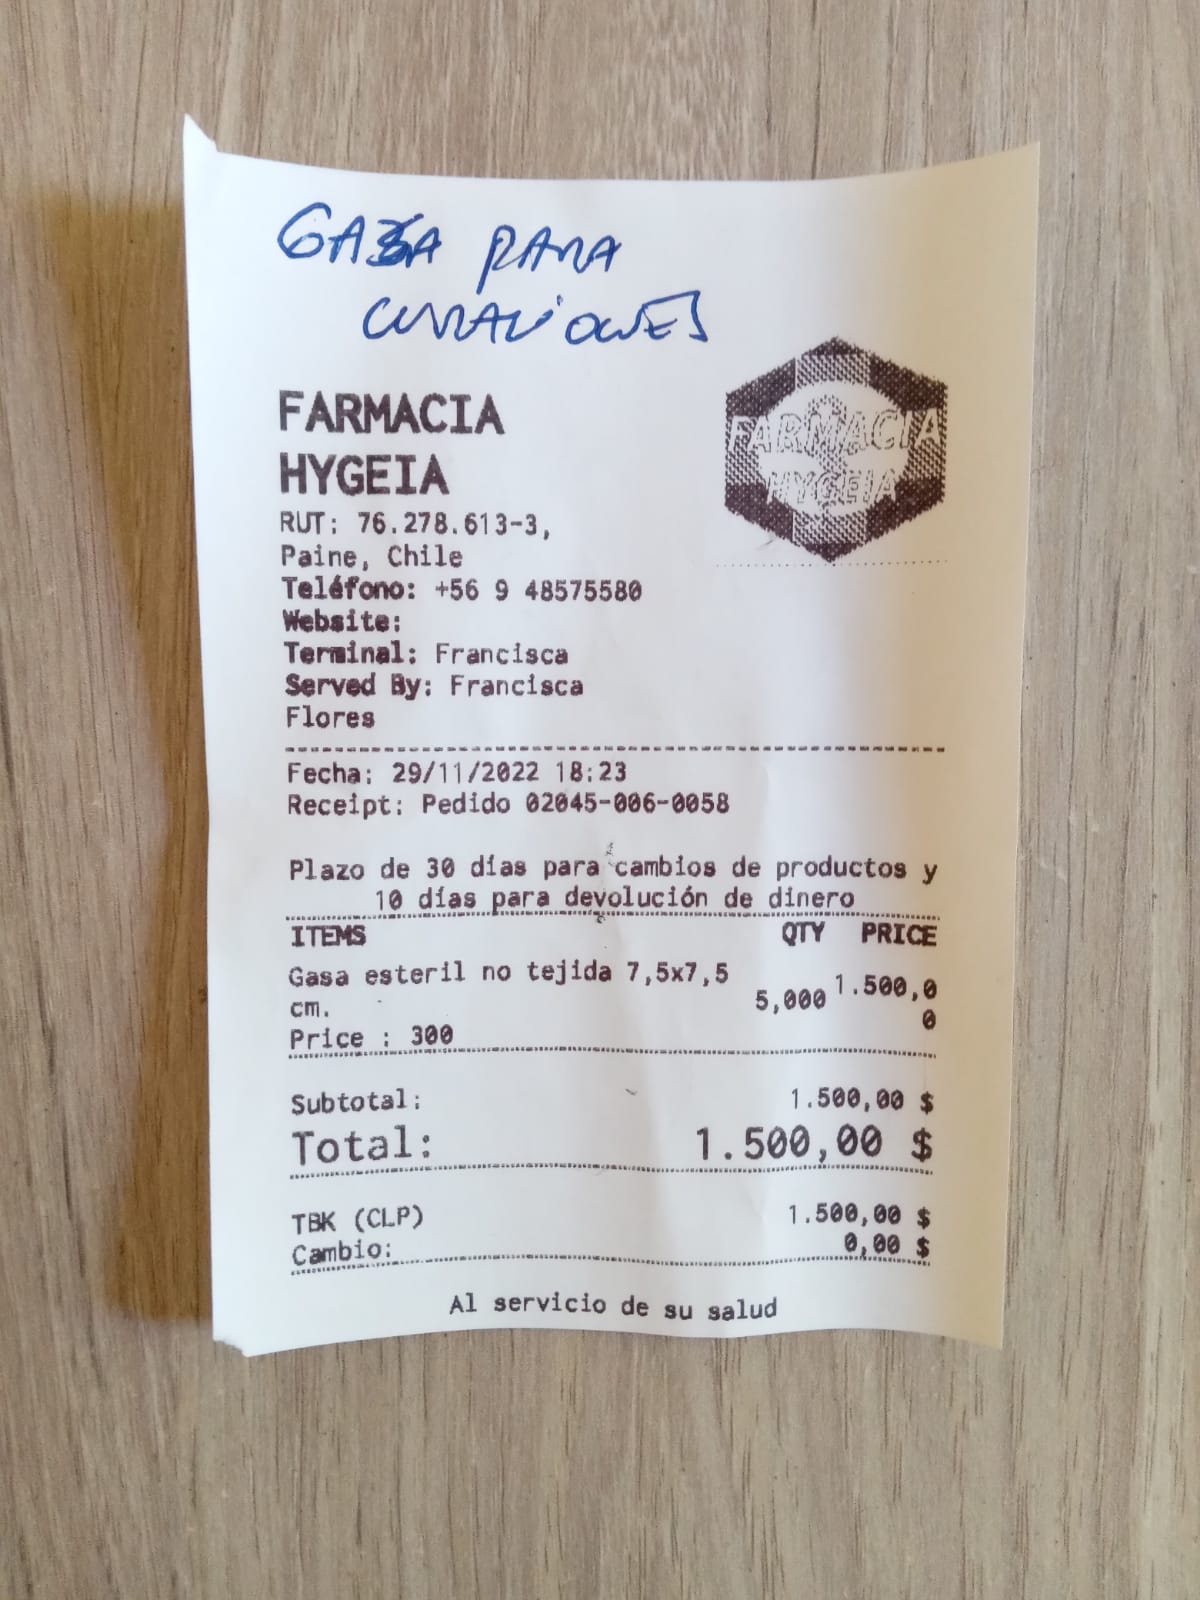 GASA PARA
CURACIONES
FARMACIA
HYGEIA
FARMACIA
HYGEIA
RUT: 76.278.613-3,
Paine, Chile
Teléfono: +56 9 48575580
Website:
Terminal: Francisca
Served By: Francisca
Flores
Fecha: 29/11/2022 18:23
Receipt: Pedido 02045-006-0058
Plazo de 30 días para cambios de productos y
10 días para devolución de dinero
ITEMS QTY PRICE
Gasa esteril no tejida 7,5x7,5
cm. 5,000 1.500,0
0
Price : 300
Subtotal: 1.500,00 $
Total: 1.500,00 $
TBK (CLP) 1.500,00 $
Cambio: 0,00 $
Al servicio de su salud